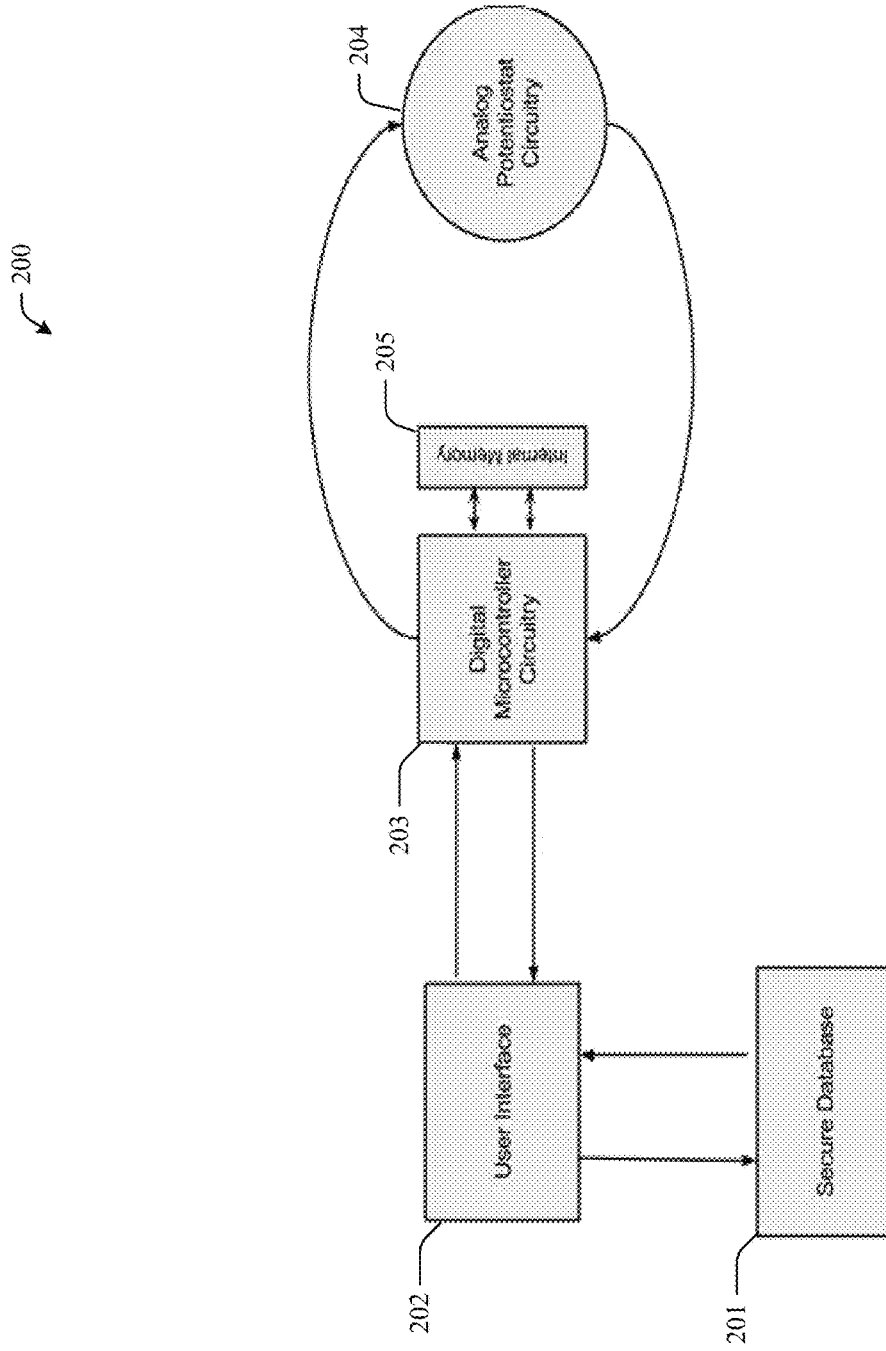 200
204
Analog
Potentiostat
Circuitry
205
Internal Memory
Digital
Microcontroller
Circuitry
203
User Interface
202
Secure Database
201